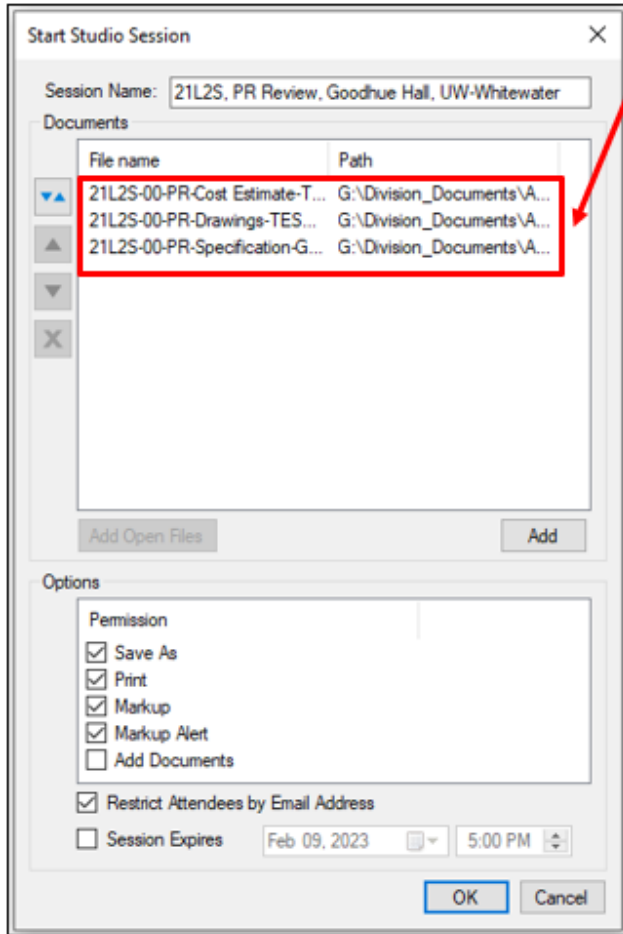 Start Studio Session
Session Name: 21L2S, PR Review, Goodhue Hall, UW-Whitewater
Documents
File name Path
21L2S-00-PR-Cost Estimate-T... G:\Division_Documents\A...
21L2S-00-PR-Drawings-TES... G:\Division_Documents\A...
21L2S-00-PR-Specification-G... G:\Division_Documents\A...
Add Open Files Add
Options
Permission
Save As
Print
Markup
Markup Alert
Add Documents
Restrict Attendees by Email Address
Session Expires Feb 09, 2023 5:00 PM
OK Cancel